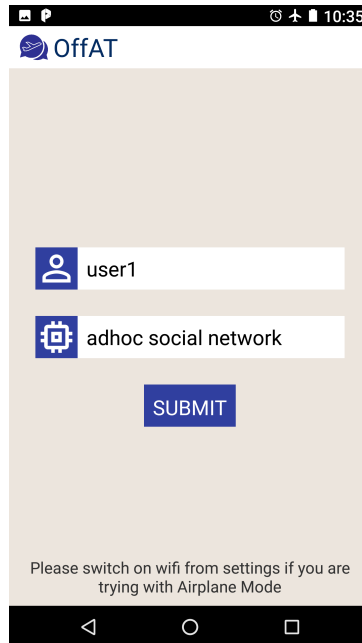 10:35
OffAT
user1
adhoc social network
SUBMIT
Please switch on wifi from settings if you are
trying with Airplane Mode